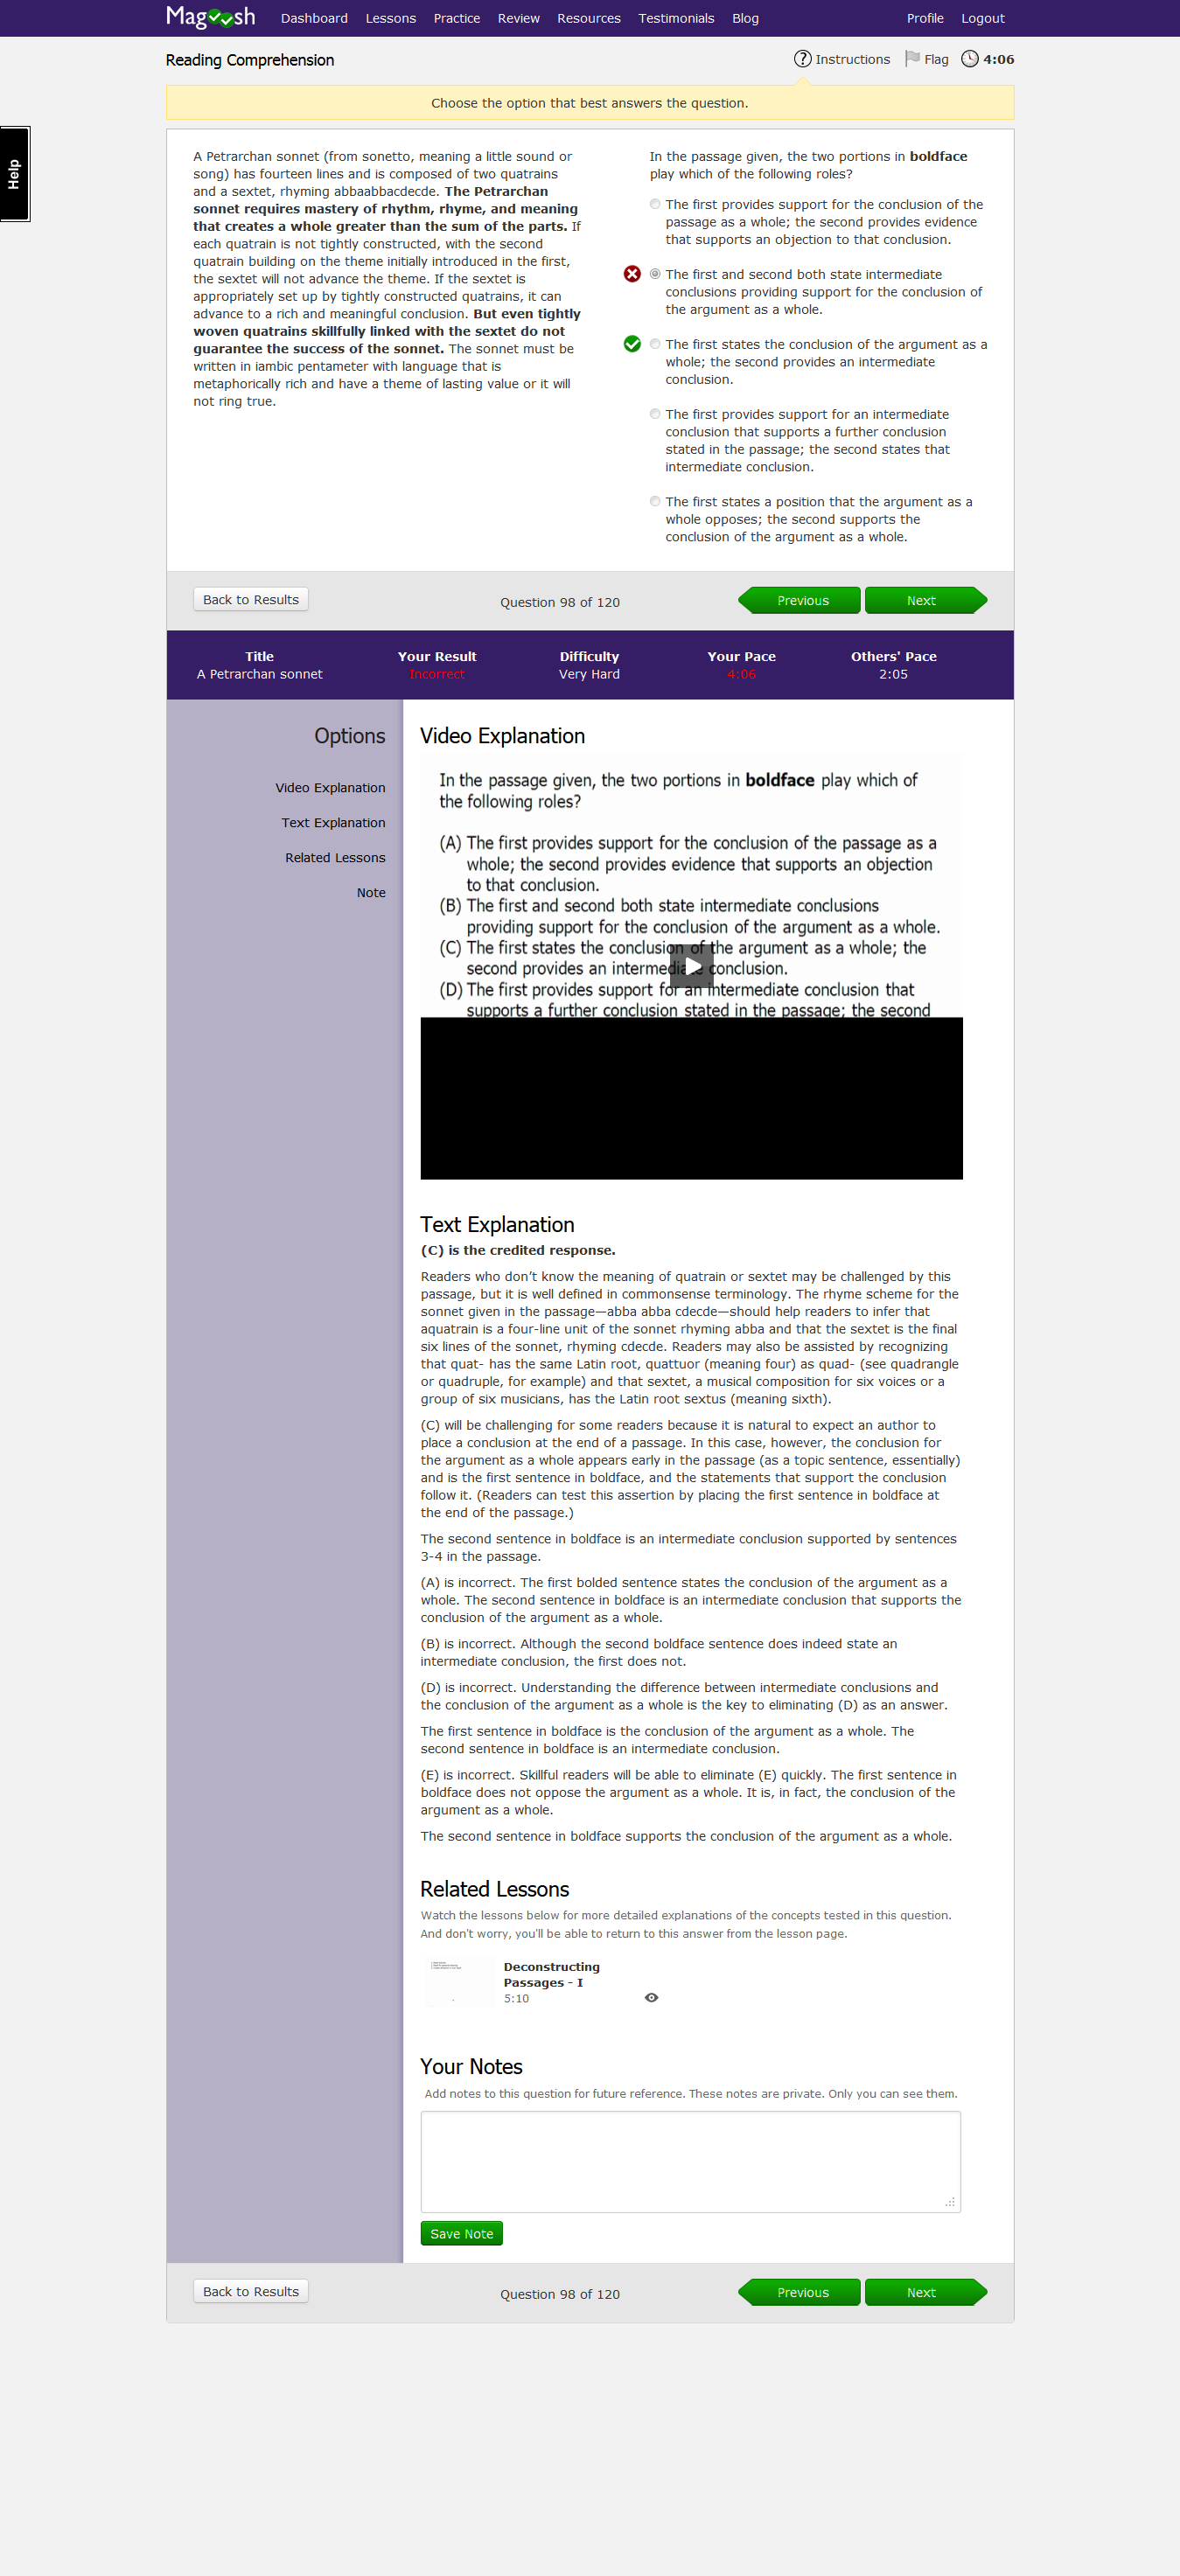 Magoosh
Dashboard Lessons Practice Review Resources Testimonials Blog Profile Logout
Reading Comprehension
Instructions Flag 4:06
Choose the option that best answers the question.
Help
A Petrarchan sonnet (from sonetto, meaning a little sound or
song) has fourteen lines and is composed of two quatrains
and a sextet, rhyming abbaabbacdecde. The Petrarchan
sonnet requires mastery of rhythm, rhyme, and meaning
that creates a whole greater than the sum of the parts. If
each quatrain is not tightly constructed, with the second
quatrain building on the theme initially introduced in the first,
the sextet will not advance the theme. If the sextet is
appropriately set up by tightly constructed quatrains, it can
advance to a rich and meaningful conclusion. But even tightly
woven quatrains skillfully linked with the sextet do not
guarantee the success of the sonnet. The sonnet must be
written in iambic pentameter with language that is
metaphorically rich and have a theme of lasting value or it will
not ring true.
In the passage given, the two portions in boldface
play which of the following roles?
The first provides support for the conclusion of the
passage as a whole; the second provides evidence
that supports an objection to that conclusion.
The first and second both state intermediate
conclusions providing support for the conclusion of
the argument as a whole.
The first states the conclusion of the argument as a
whole; the second provides an intermediate
conclusion.
The first provides support for an intermediate
conclusion that supports a further conclusion
stated in the passage; the second states that
intermediate conclusion.
The first states a position that the argument as a
whole opposes; the second supports the
conclusion of the argument as a whole.
Back to Results Question 98 of 120 Previous Next
Title Your Result Difficulty Your Pace Others' Pace
A Petrarchan sonnet Incorrect Very Hard 4:06 2:05
Options
Video Explanation
Text Explanation
Related Lessons
Note
Video Explanation
In the passage given, the two portions in boldface play which of
the following roles?
(A) The first provides support for the conclusion of the passage as a
whole; the second provides evidence that supports an objection
to that conclusion.
(B) The first and second both state intermediate conclusions
providing support for the conclusion of the argument as a whole.
(C) The first states the conclusion of the argument as a whole; the
second provides an intermediate conclusion.
(D) The first provides support for an intermediate conclusion that
supports a further conclusion stated in the passage; the second
Text Explanation
(C) is the credited response.
Readers who don’t know the meaning of quatrain or sextet may be challenged by this
passage, but it is well defined in commonsense terminology. The rhyme scheme for the
sonnet given in the passage—abba abba cdecde—should help readers to infer that
aquatrain is a four-line unit of the sonnet rhyming abba and that the sextet is the final
six lines of the sonnet, rhyming cdecde. Readers may also be assisted by recognizing
that quat- has the same Latin root, quattuor (meaning four) as quad- (see quadrangle
or quadruple, for example) and that sextet, a musical composition for six voices or a
group of six musicians, has the Latin root sextus (meaning sixth).
(C) will be challenging for some readers because it is natural to expect an author to
place a conclusion at the end of a passage. In this case, however, the conclusion for
the argument as a whole appears early in the passage (as a topic sentence, essentially)
and is the first sentence in boldface, and the statements that support the conclusion
follow it. (Readers can test this assertion by placing the first sentence in boldface at
the end of the passage.)
The second sentence in boldface is an intermediate conclusion supported by sentences
3-4 in the passage.
(A) is incorrect. The first bolded sentence states the conclusion of the argument as a
whole. The second sentence in boldface is an intermediate conclusion that supports the
conclusion of the argument as a whole.
(B) is incorrect. Although the second boldface sentence does indeed state an
intermediate conclusion, the first does not.
(D) is incorrect. Understanding the difference between intermediate conclusions and
the conclusion of the argument as a whole is the key to eliminating (D) as an answer.
The first sentence in boldface is the conclusion of the argument as a whole. The
second sentence in boldface is an intermediate conclusion.
(E) is incorrect. Skillful readers will be able to eliminate (E) quickly. The first sentence in
boldface does not oppose the argument as a whole. It is, in fact, the conclusion of the
argument as a whole.
The second sentence in boldface supports the conclusion of the argument as a whole.
Related Lessons
Watch the lessons below for more detailed explanations of the concepts tested in this question.
And don't worry, you'll be able to return to this answer from the lesson page.
Deconstructing
Passages - I
5:10
Your Notes
Add notes to this question for future reference. These notes are private. Only you can see them.
Save Note
Back to Results Question 98 of 120 Previous Next